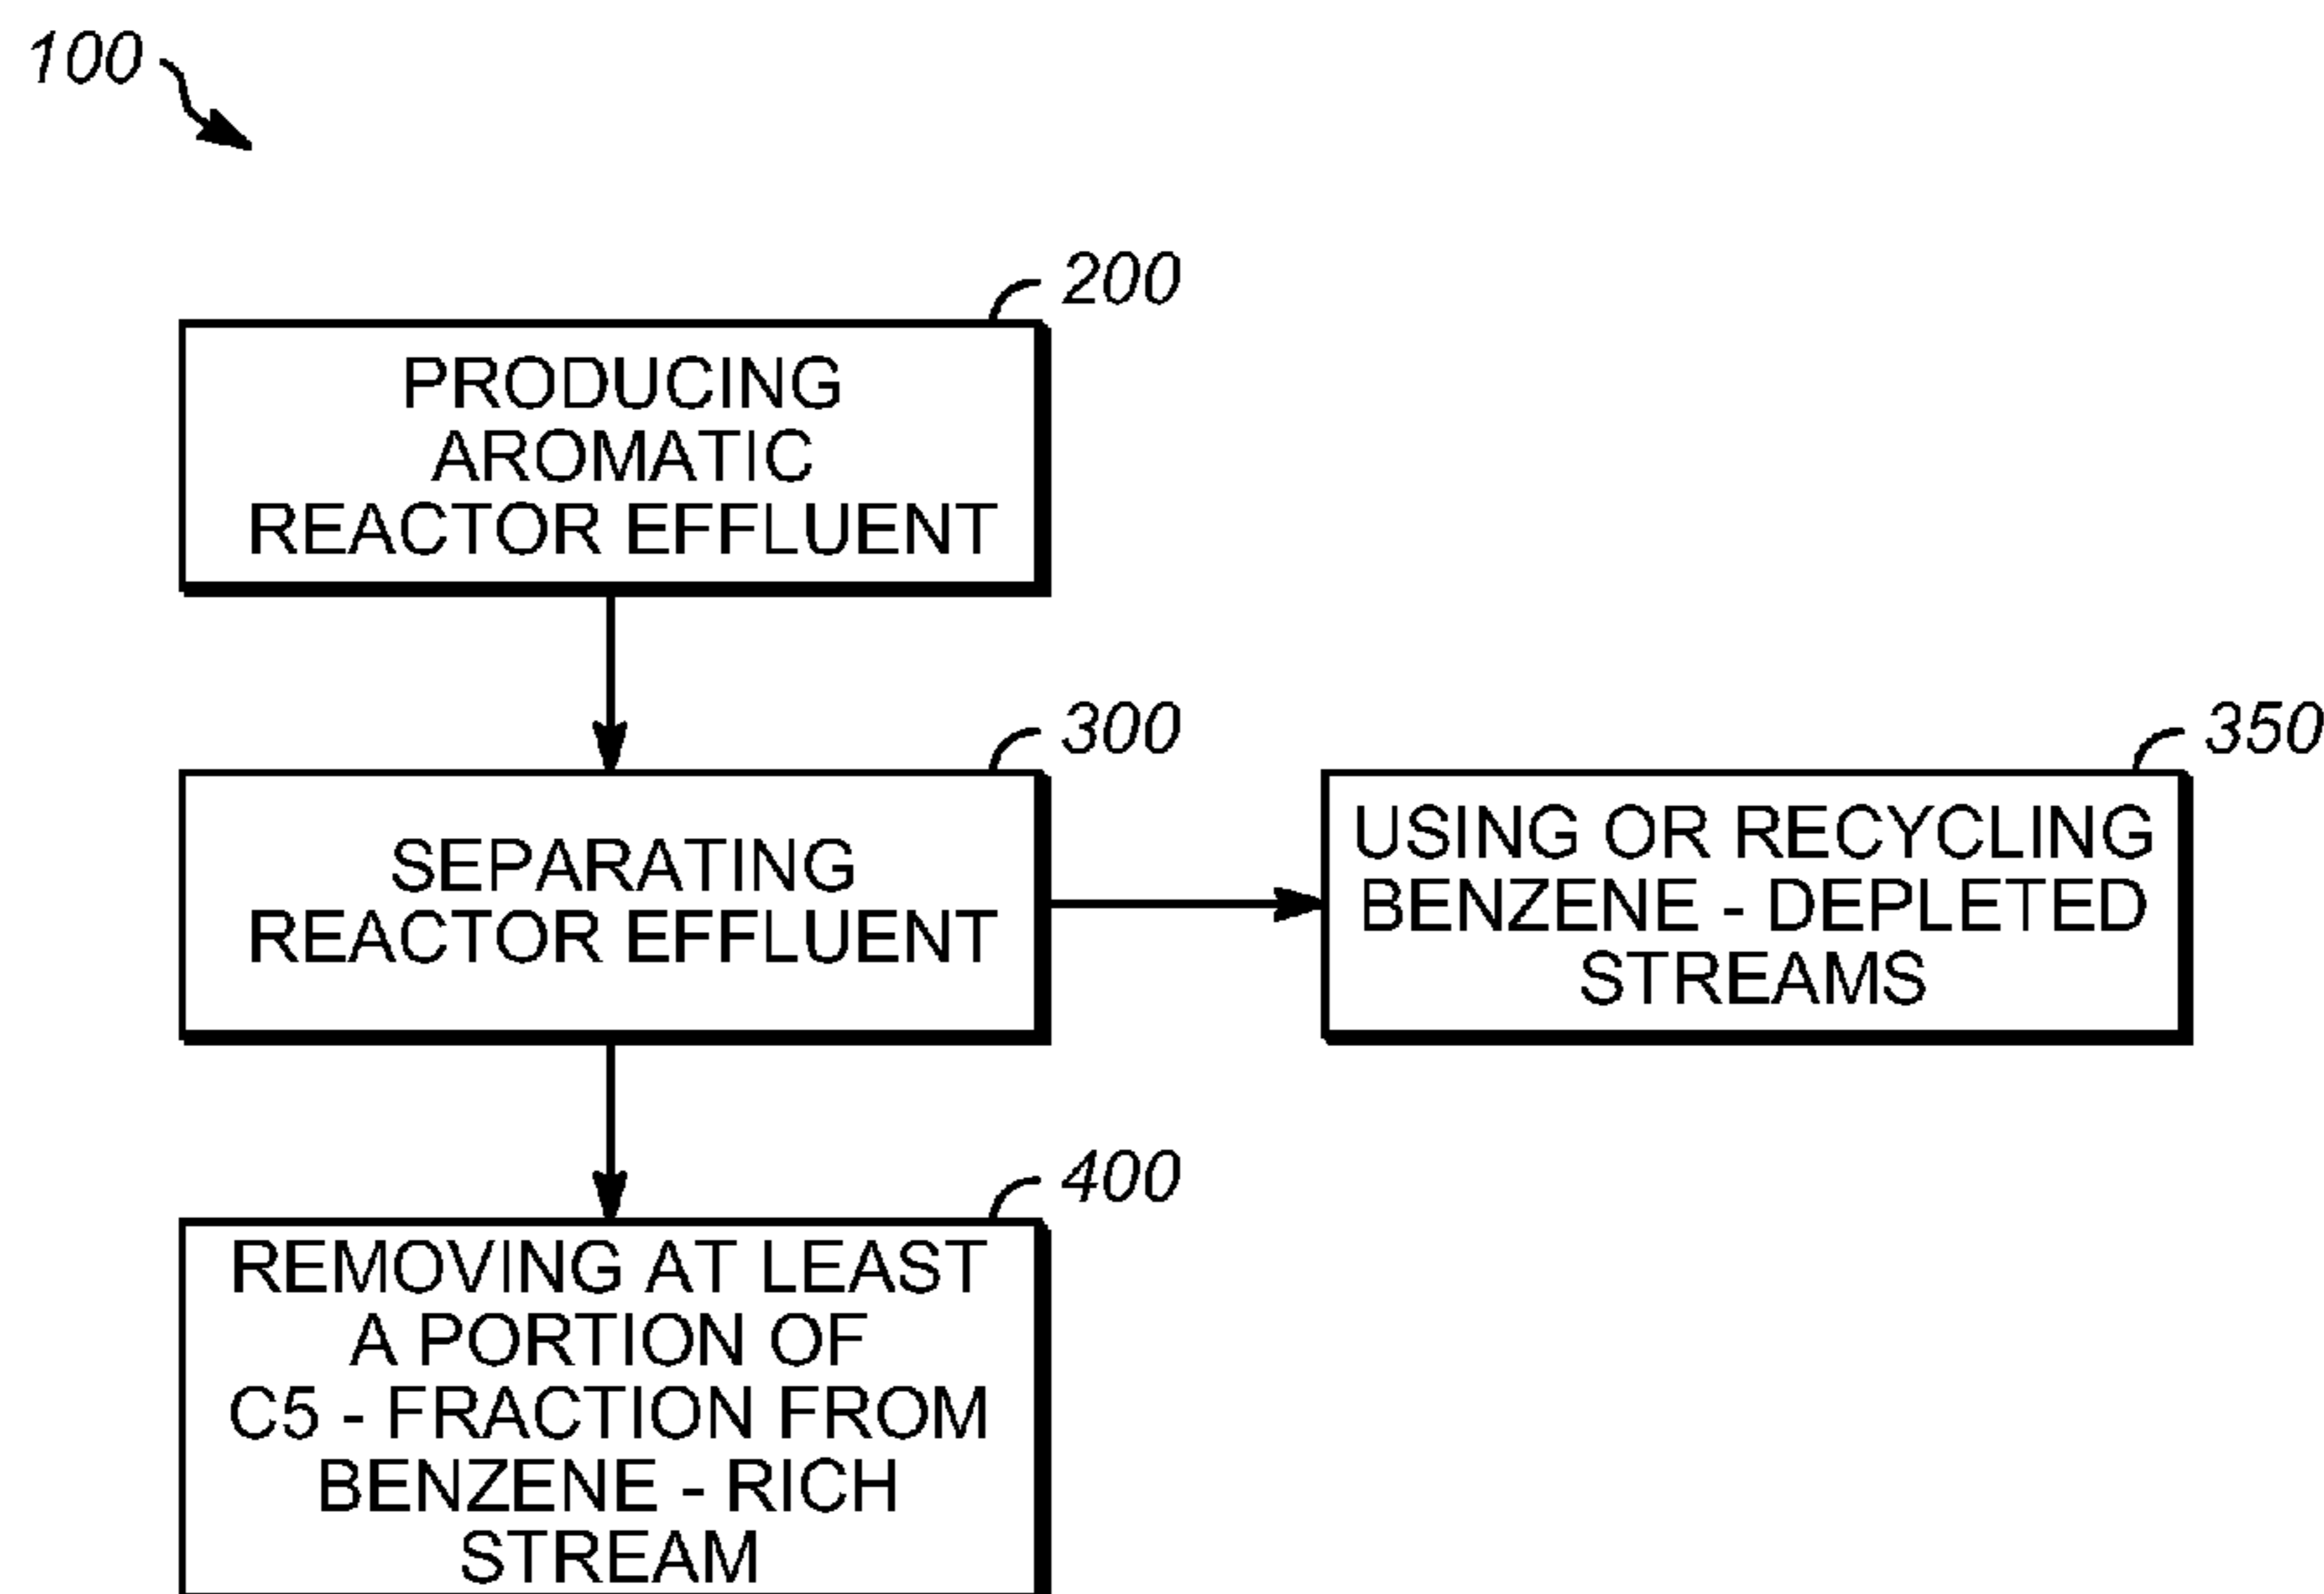 100
200
PRODUCING
AROMATIC
REACTOR EFFLUENT
300
SEPARATING
REACTOR EFFLUENT
350
USING OR RECYCLING
BENZENE - DEPLETED
STREAMS
400
REMOVING AT LEAST
A PORTION OF
C5 - FRACTION FROM
BENZENE - RICH
STREAM